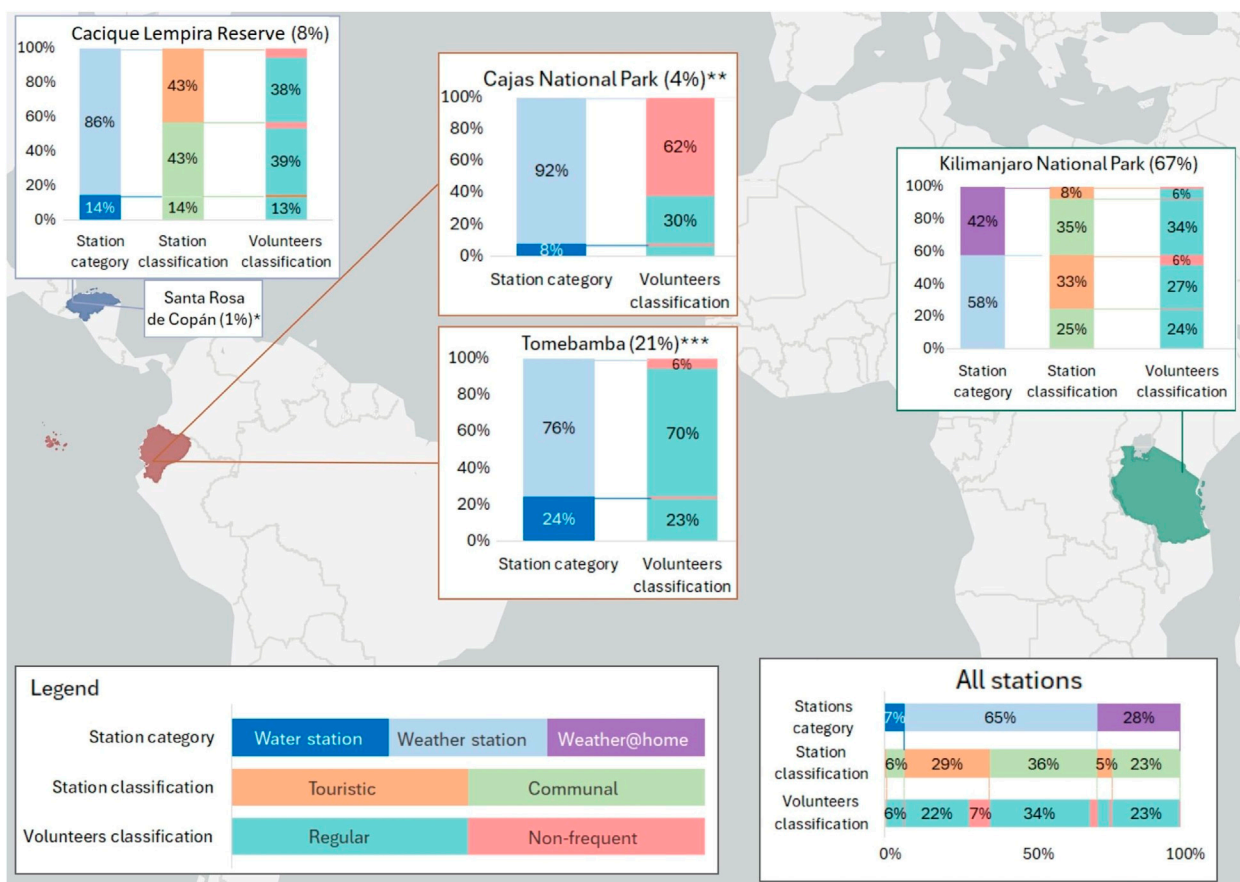 Cacique Lempira Reserve (8%)
100%
80%
60%
40%
20%
0%
86%
14%
43%
43%
14%
38%
39%
13%
Station
category
Station
classification
Volunteers
classification
Santa Rosa
de Copán (1%)*
Cajas National Park (4%)**
100%
80%
60%
40%
20%
0%
92%
8%
62%
30%
Station category
Volunteers
classification
Tomebamba (21%)***
100%
80%
60%
40%
20%
0%
76%
24%
6%
70%
23%
Station category
Volunteers
classification
Kilimanjaro National Park (67%)
100%
80%
60%
40%
20%
0%
42%
58%
8%
35%
33%
25%
6%
34%
6%
27%
24%
Station
category
Station
classification
Volunteers
classification
Legend
Station category
Water station
Weather station
Weather@home
Station classification
Touristic
Communal
Volunteers classification
Regular
Non-frequent
All stations
Stations
category
7%
65%
28%
Station
classification
6%
29%
36%
5%
23%
Volunteers
classification
6%
22%
7%
34%
23%
0%
50%
100%